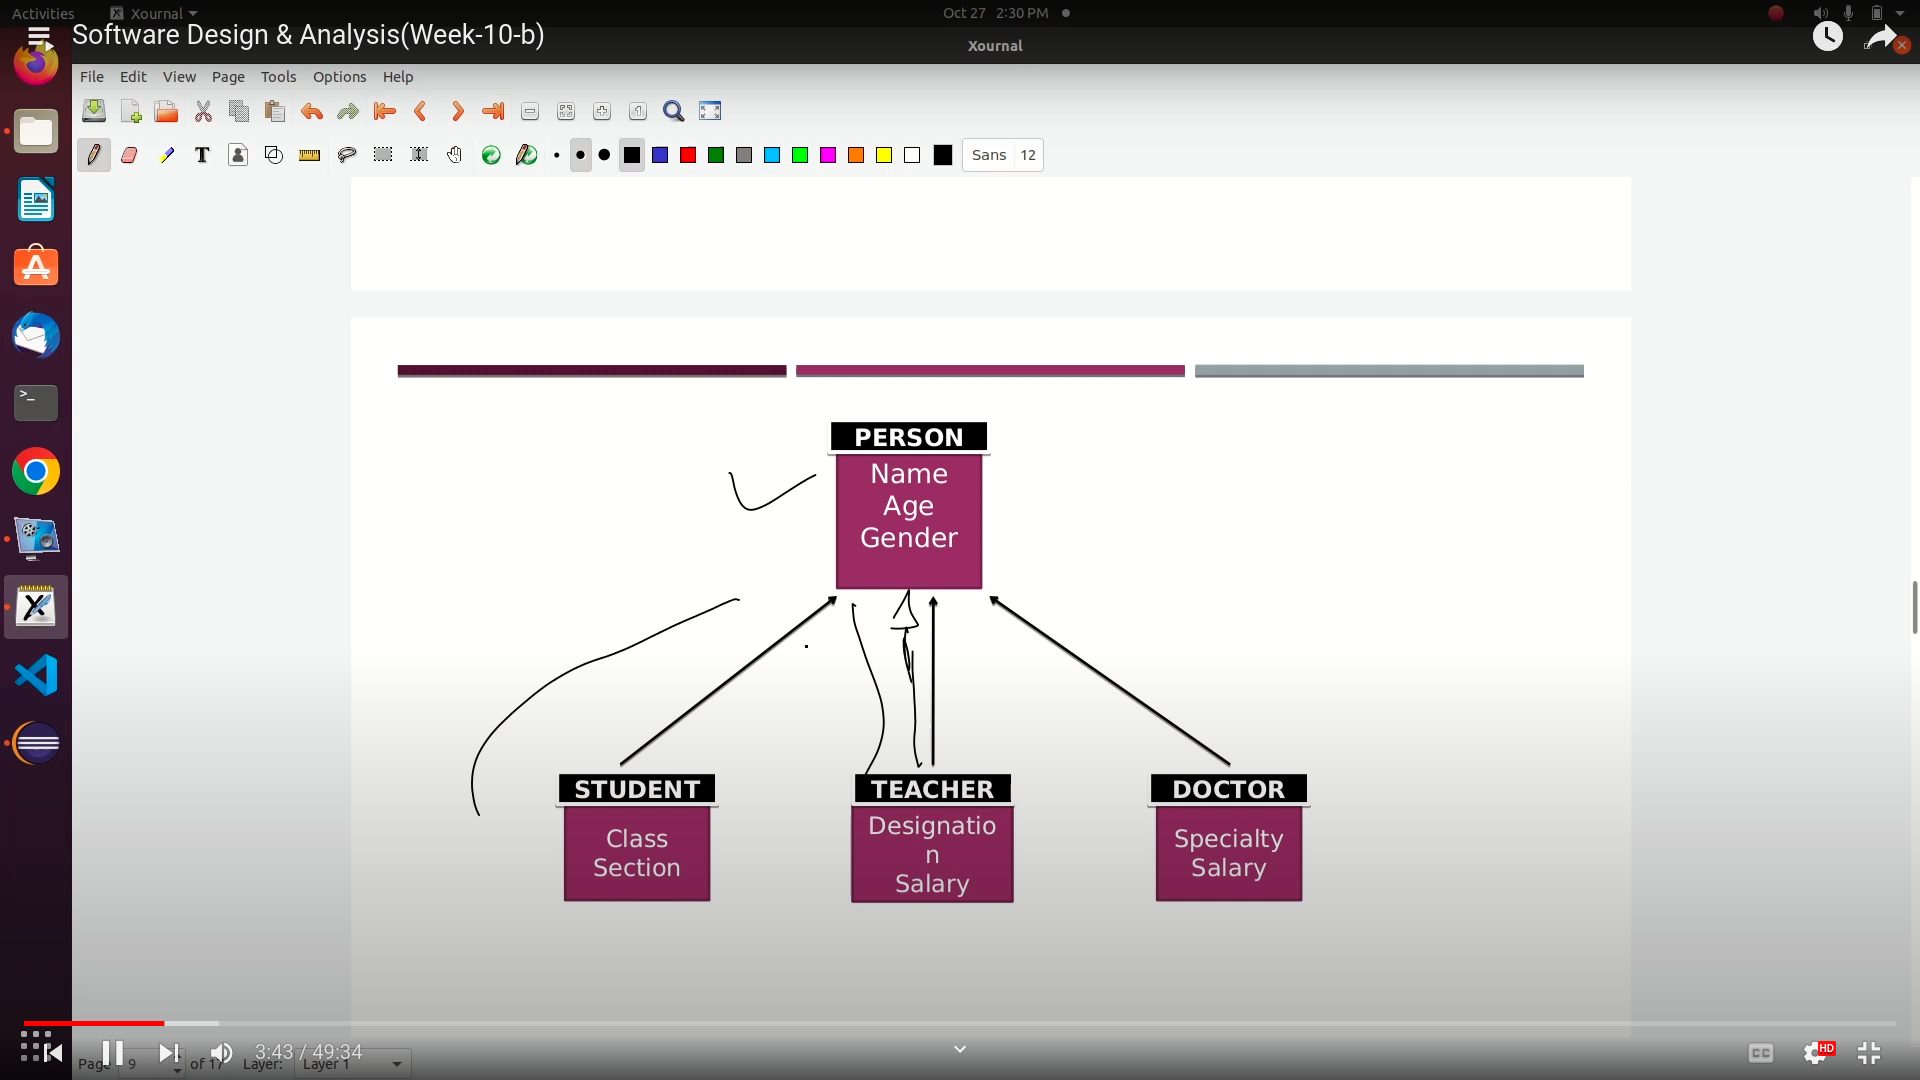 Activities Xournal Oct 27 2:30 PM
Software Design & Analysis(Week-10-b)
Xournal
File Edit View Page Tools Options Help
Sans 12
PERSON
Name
Age
Gender
STUDENT
Class
Section
TEACHER
Designatio
n
Salary
DOCTOR
Specialty
Salary
3:43 / 49:34
CC HD
Page 9 of 17 Layer: Layer 1